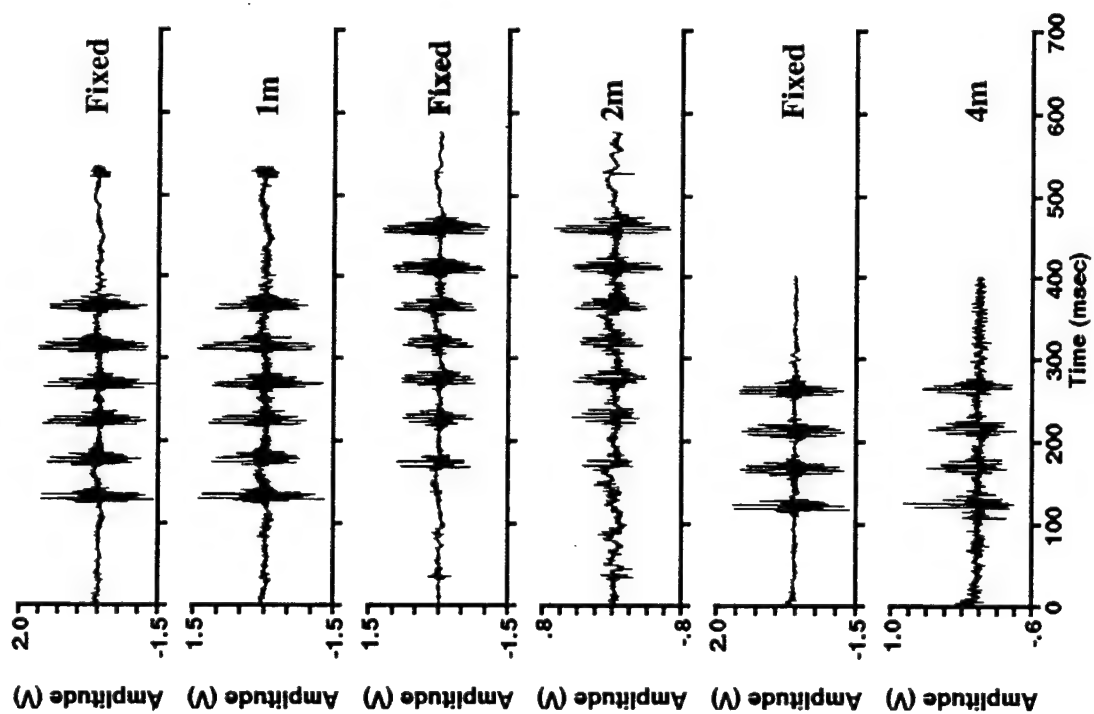 2.0
Amplitude (V)
Fixed
-1.5
1.5
Amplitude (V)
1m
-1.5
1.5
Amplitude (V)
Fixed
-1.5
.8
Amplitude (V)
2m
-.8
2.0
Amplitude (V)
Fixed
-1.5
1.0
Amplitude (V)
4m
-.6
0 100 200 300 400 500 600 700
Time (msec)